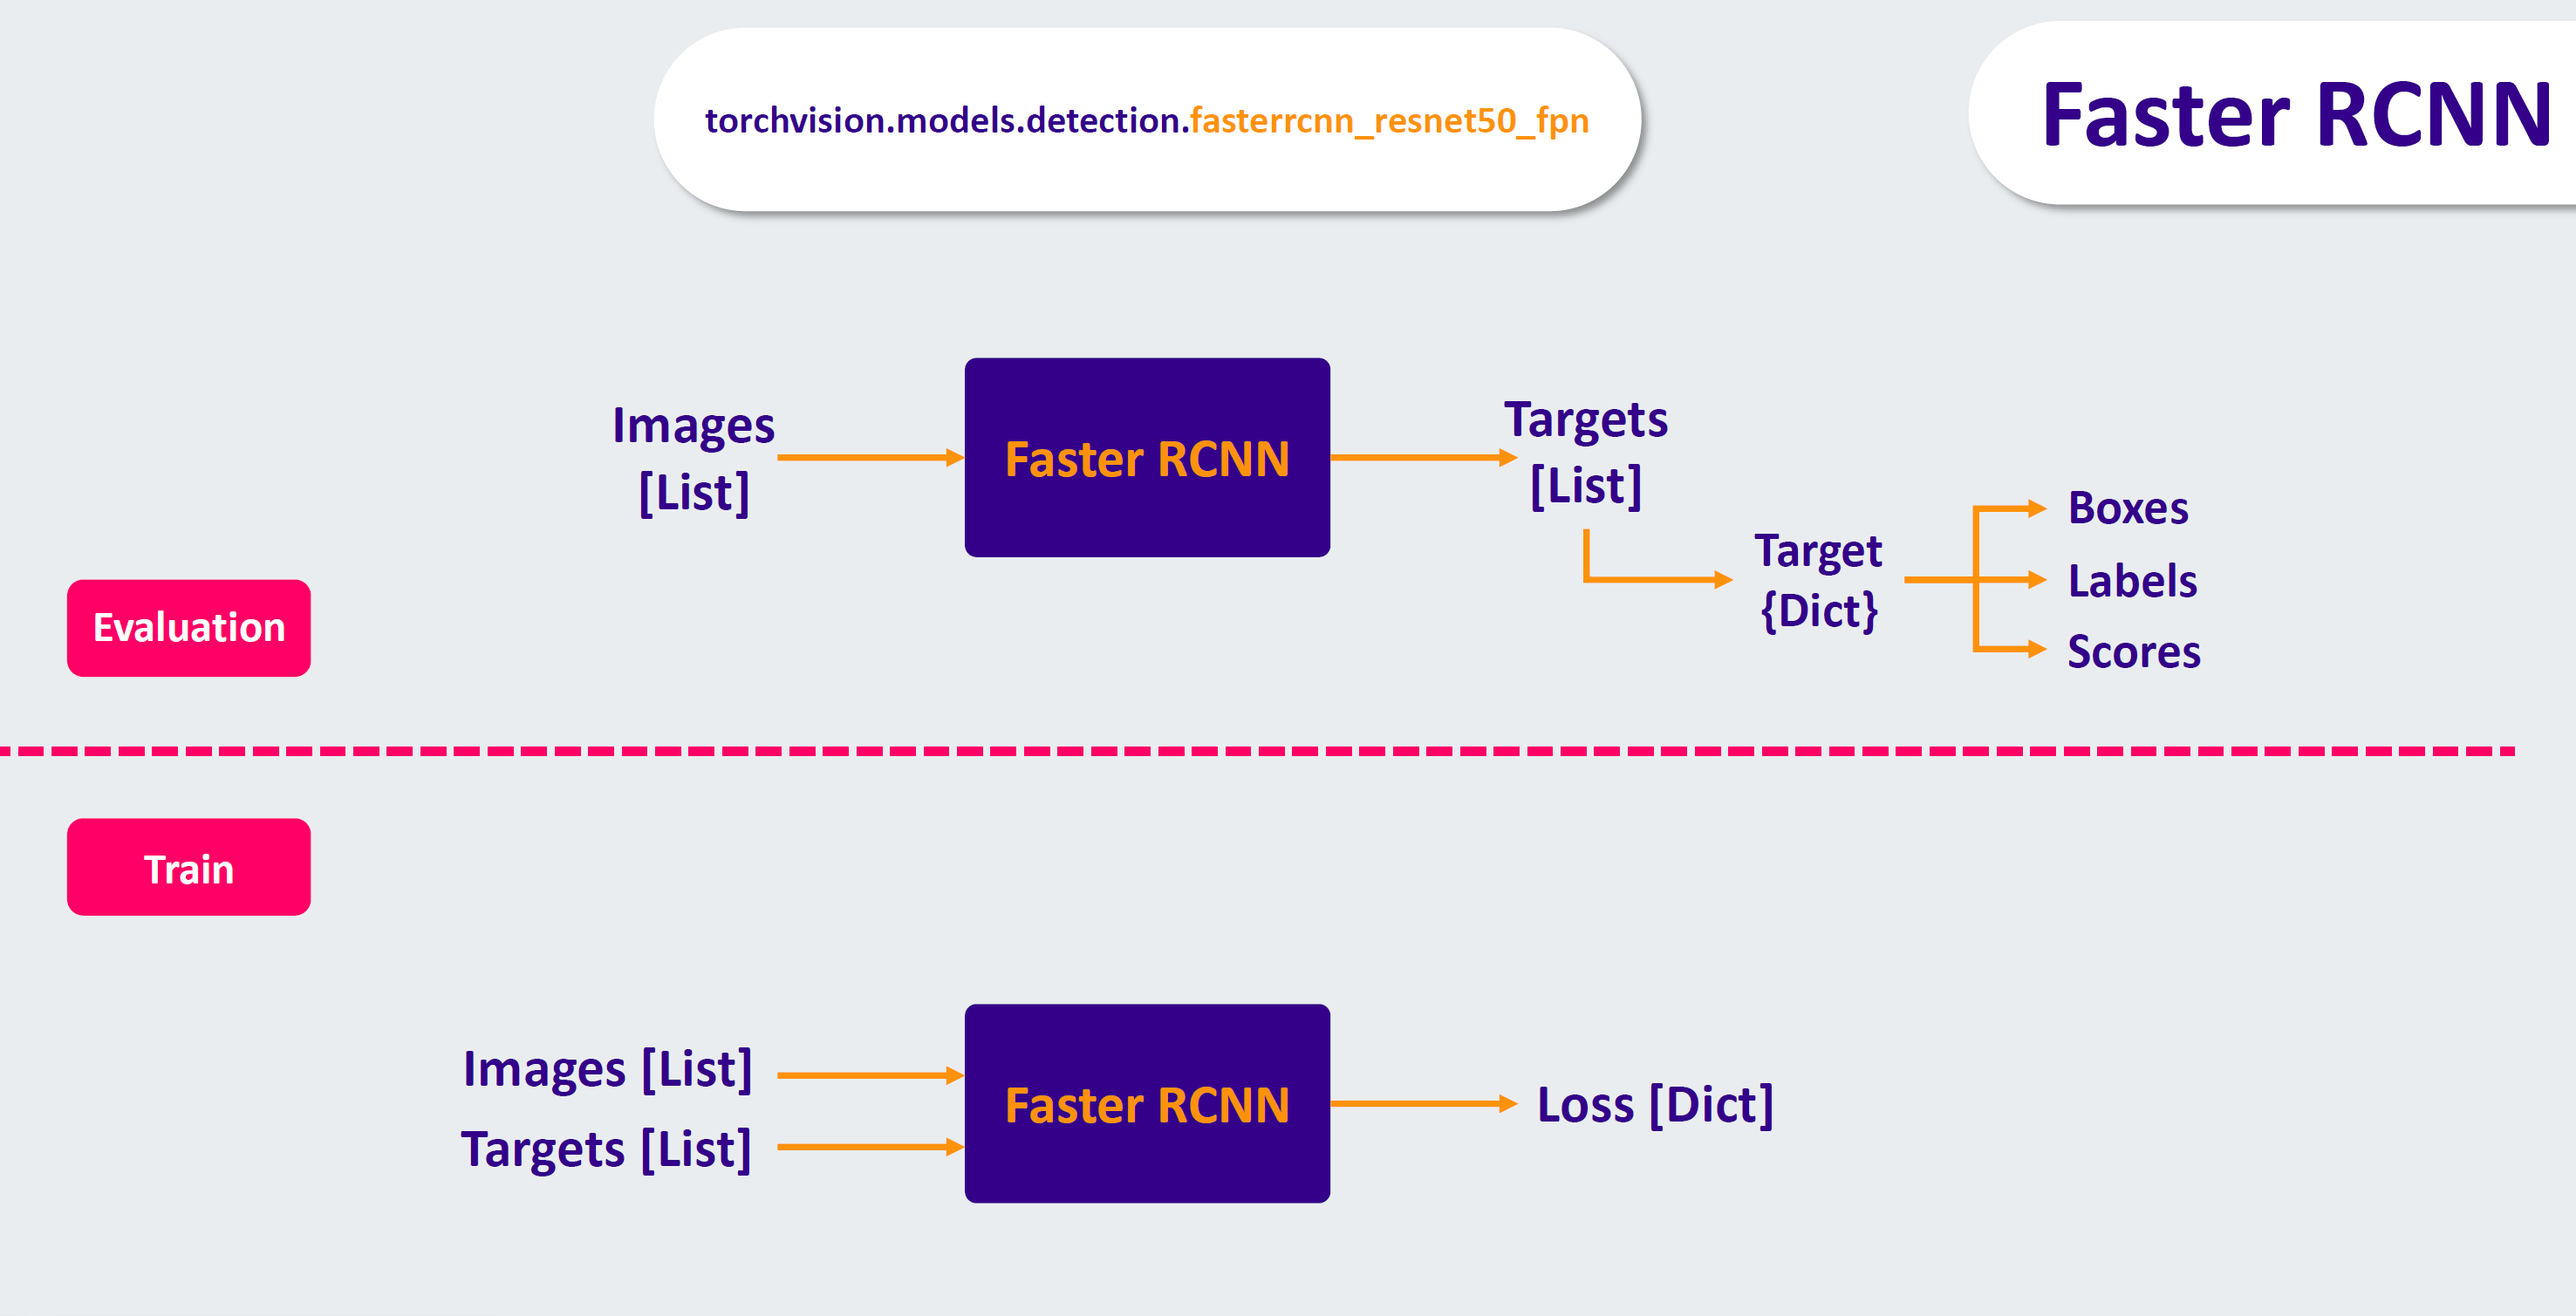 torchvision.models.detection.fasterrcnn_resnet50_fpn
Faster RCNN
Images
[List]
Faster RCNN
Targets
[List]
Target
{Dict}
Boxes
Labels
Scores
Evaluation
Train
Images [List]
Targets [List]
Faster RCNN
Loss [Dict]